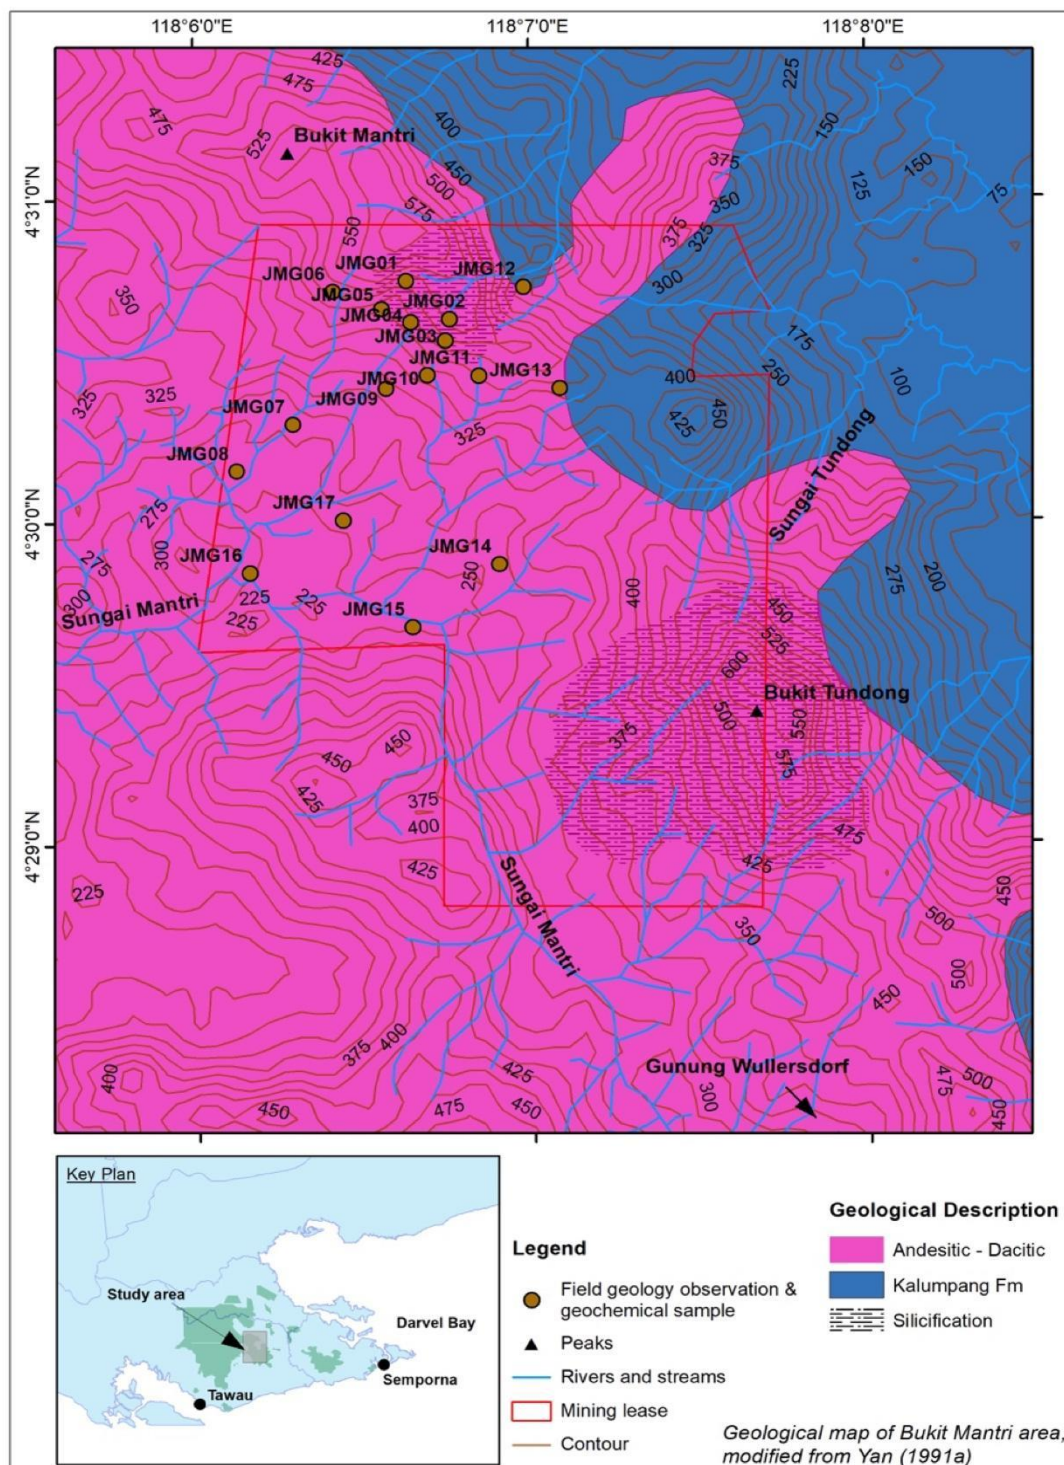 118°6'0"E
118°7'0"E
118°8'0"E
4°31'0"N
4°30'0"N
4°29'0"N
425
475
475
525
Bukit Mantri
400
450
500
575
550
225
150
150
125
75
375
350
325
375
300
350
JMG06
JMG01
JMG12
JMG05
JMG02
JMG04
JMG03
JMG11
JMG10
JMG13
JMG09
175
250
100
400
450
425
325
325
325
JMG07
JMG08
Sungai Tundong
275
300
275
300
JMG17
JMG16
JMG14
250
225
225
225
JMG15
Sungai Mantri
400
275
200
450
525
600
Bukit Tundong
500
550
575
375
475
425
450
450
425
375
400
425
225
Sungai Mantri
450
500
350
500
450
400
375
400
425
450
475
450
Gunung Wullersdorf
300
475
500
450
Key Plan
Study area
Darvel Bay
Semporna
Tawau
Legend
Field geology observation &
geochemical sample
Peaks
Rivers and streams
Mining lease
Contour
Geological Description
Andesitic - Dacitic
Kalumpang Fm
Silicification
Geological map of Bukit Mantri area,
modified from Yan (1991a)